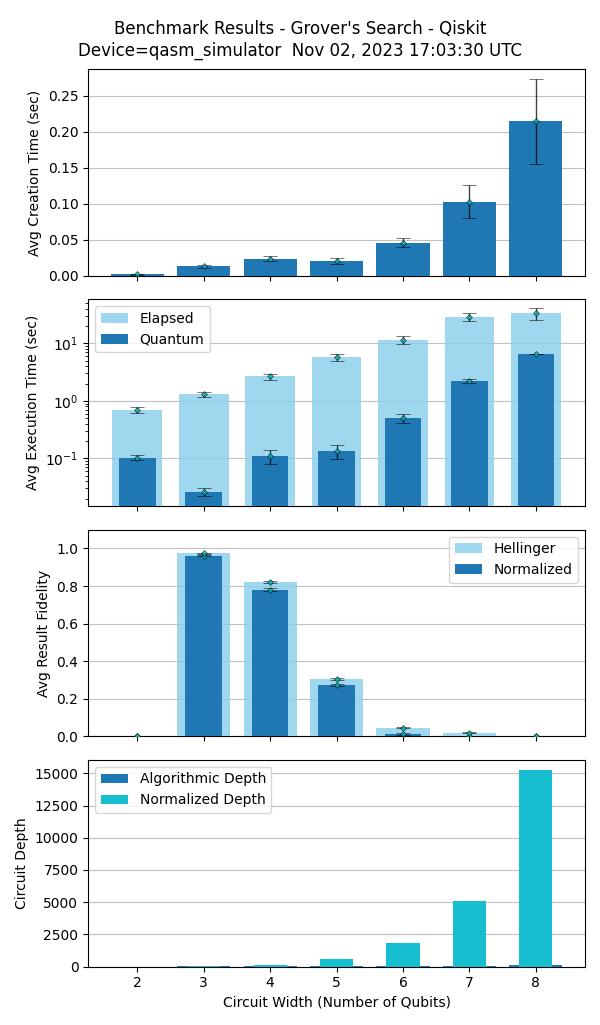 Benchmark Results - Grover's Search - Qiskit
Device=qasm_simulator  Nov 02, 2023 17:03:30 UTC
Avg Creation Time (sec)
0.25
0.20
0.15
0.10
0.05
0.00
Avg Execution Time (sec)
10¹
10⁰
10⁻¹
Elapsed
Quantum
Avg Result Fidelity
1.0
0.8
0.6
0.4
0.2
0.0
Hellinger
Normalized
Circuit Depth
15000
12500
10000
7500
5000
2500
0
Algorithmic Depth
Normalized Depth
2 3 4 5 6 7 8
Circuit Width (Number of Qubits)